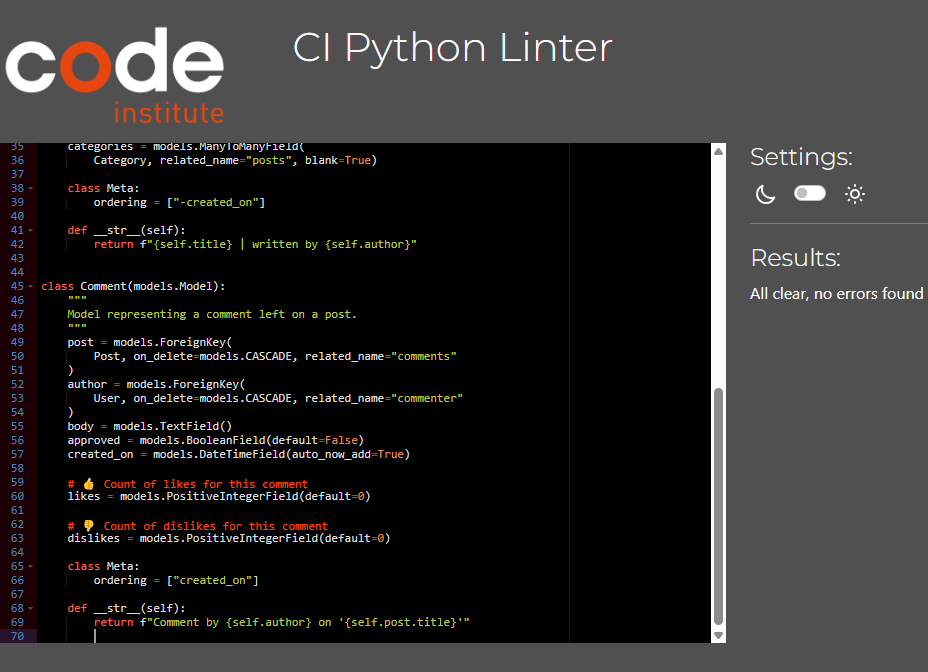 code
institute
CI Python Linter
35 categories = models.ManyToManyField(
36 Category, related_name="posts", blank=True)
37
38 class Meta:
39 ordering = ["-created_on"]
40
41 def __str__(self):
42 return f"{self.title} | written by {self.author}"
43
44
45 class Comment(models.Model):
46 """
47 Model representing a comment left on a post.
48 """
49 post = models.ForeignKey(
50 Post, on_delete=models.CASCADE, related_name="comments"
51 )
52 author = models.ForeignKey(
53 User, on_delete=models.CASCADE, related_name="commenter"
54 )
55 body = models.TextField()
56 approved = models.BooleanField(default=False)
57 created_on = models.DateTimeField(auto_now_add=True)
58
59 # 👍 Count of likes for this comment
60 likes = models.PositiveIntegerField(default=0)
61
62 # 👎 Count of dislikes for this comment
63 dislikes = models.PositiveIntegerField(default=0)
64
65 class Meta:
66 ordering = ["created_on"]
67
68 def __str__(self):
69 return f"Comment by {self.author} on '{self.post.title}'"
70
Settings:
Results:
All clear, no errors found